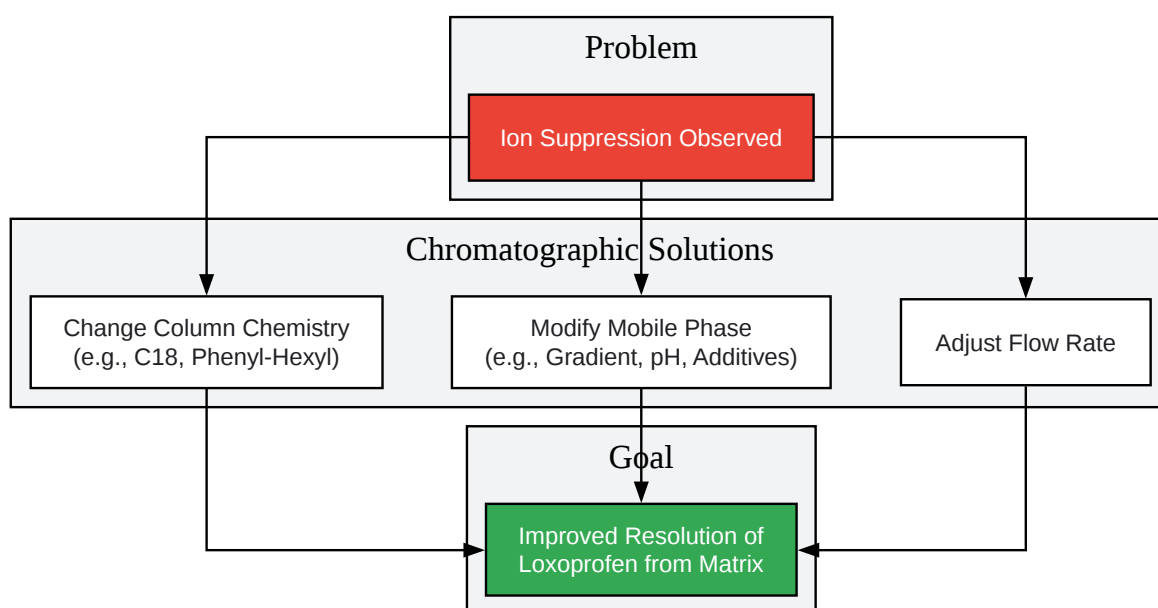 Problem
Ion Suppression Observed
Chromatographic Solutions
Change Column Chemistry
(e.g., C18, Phenyl-Hexyl)
Modify Mobile Phase
(e.g., Gradient, pH, Additives)
Adjust Flow Rate
Goal
Improved Resolution of
Loxoprofen from Matrix